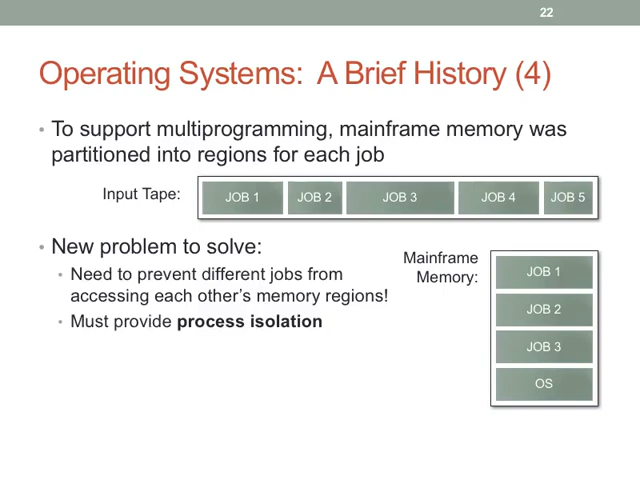 22
Operating Systems: A Brief History (4)
• To support multiprogramming, mainframe memory was
partitioned into regions for each job
Input Tape: JOB 1 JOB 2 JOB 3 JOB 4 JOB 5
• New problem to solve:
• Need to prevent different jobs from
accessing each other's memory regions!
• Must provide process isolation
Mainframe
Memory:
JOB 1
JOB 2
JOB 3
OS